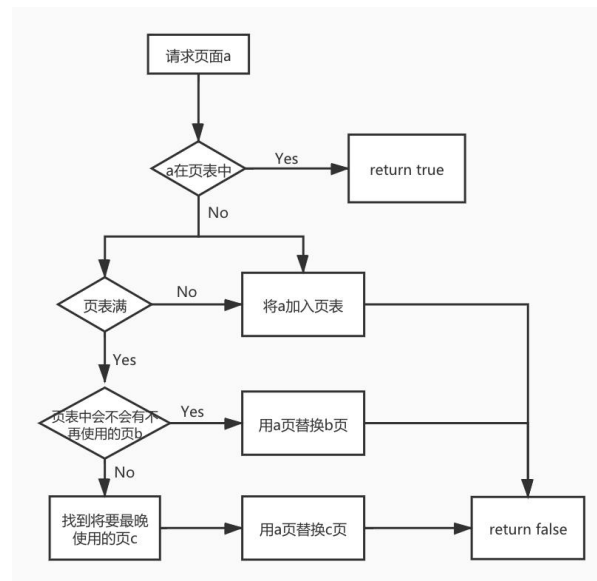 请求页面a
a在页表中
Yes
return true
No
页表满
No
将a加入页表
Yes
页表中会不会有不
再使用的页b
Yes
用a页替换b页
No
找到将要最晚
使用的页c
用a页替换c页
return false